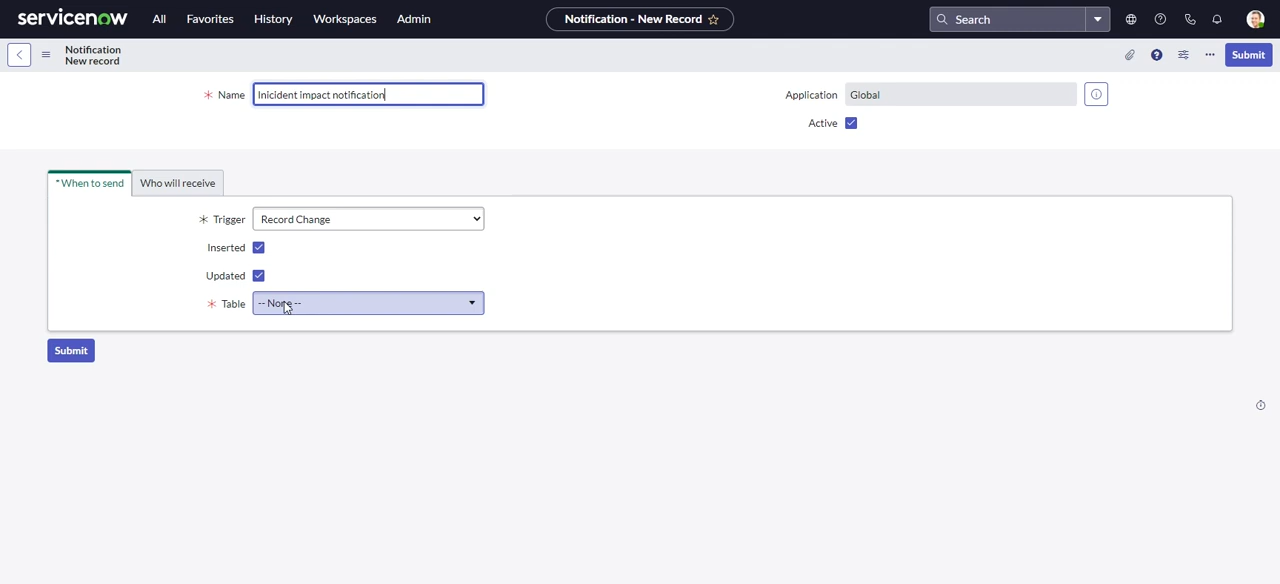 servicenow All Favorites History Workspaces Admin Notification - New Record Search
Notification
New record
Submit
* Name Inicident impact notification
Application Global
Active
* When to send Who will receive
* Trigger Record Change
Inserted
Updated
* Table -- None --
Submit